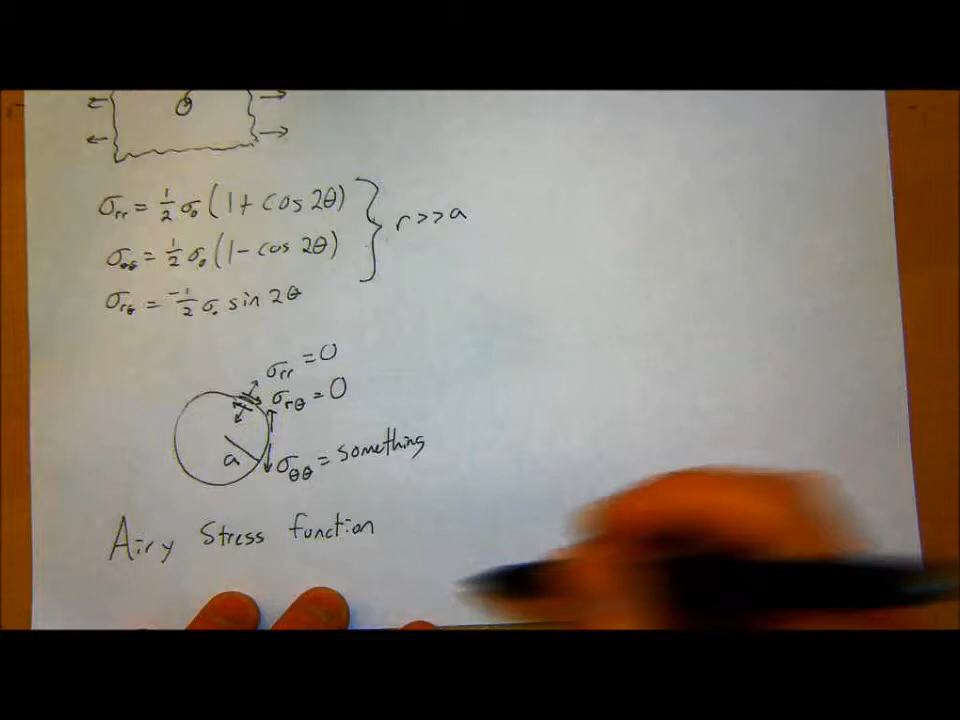 σrr = 1/2 σ₀ (1 + cos 2θ)
σθθ = 1/2 σ₀ (1 - cos 2θ)
σrθ = -1/2 σ₀ sin 2θ
r >> a
σrr = 0
σrθ = 0
a
σθθ = something
Airy Stress function